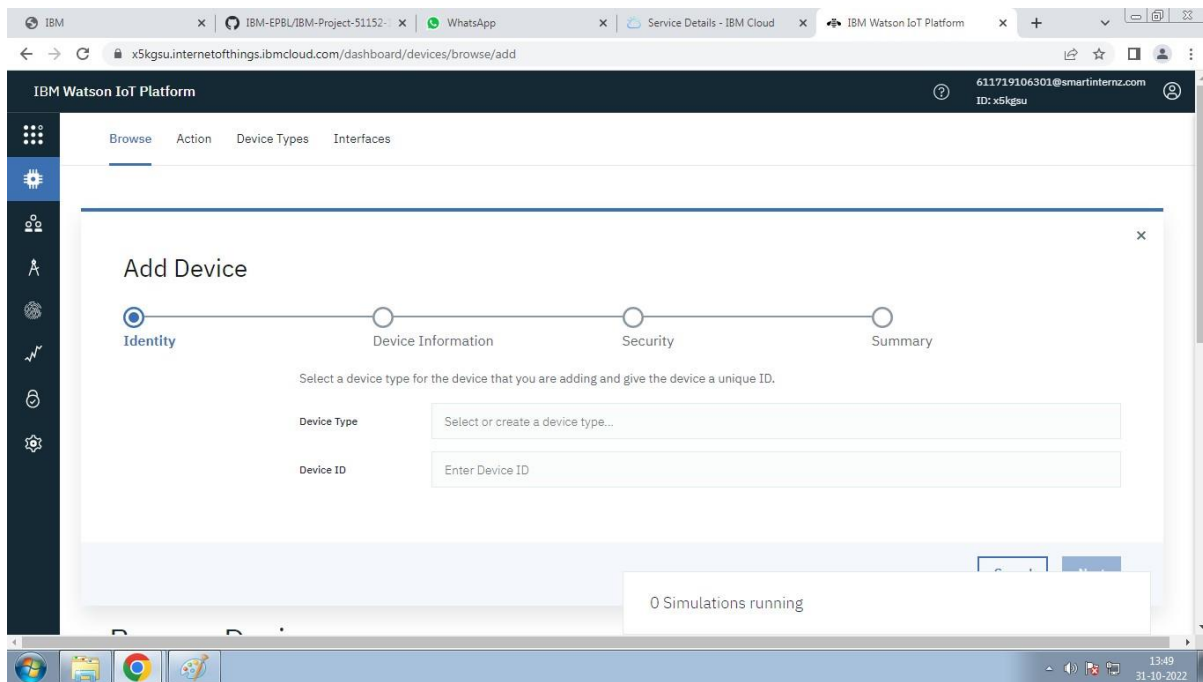 IBM
IBM-EPBL/IBM-Project-51152-
WhatsApp
Service Details - IBM Cloud
IBM Watson IoT Platform
x5kgsu.internetofthings.ibmcloud.com/dashboard/devices/browse/add
IBM Watson IoT Platform
611719106301@smartinternz.com
ID: x5kgsu
Browse Action Device Types Interfaces
Add Device
Identity Device Information Security Summary
Select a device type for the device that you are adding and give the device a unique ID.
Device Type Select or create a device type...
Device ID Enter Device ID
0 Simulations running
13:49
31-10-2022